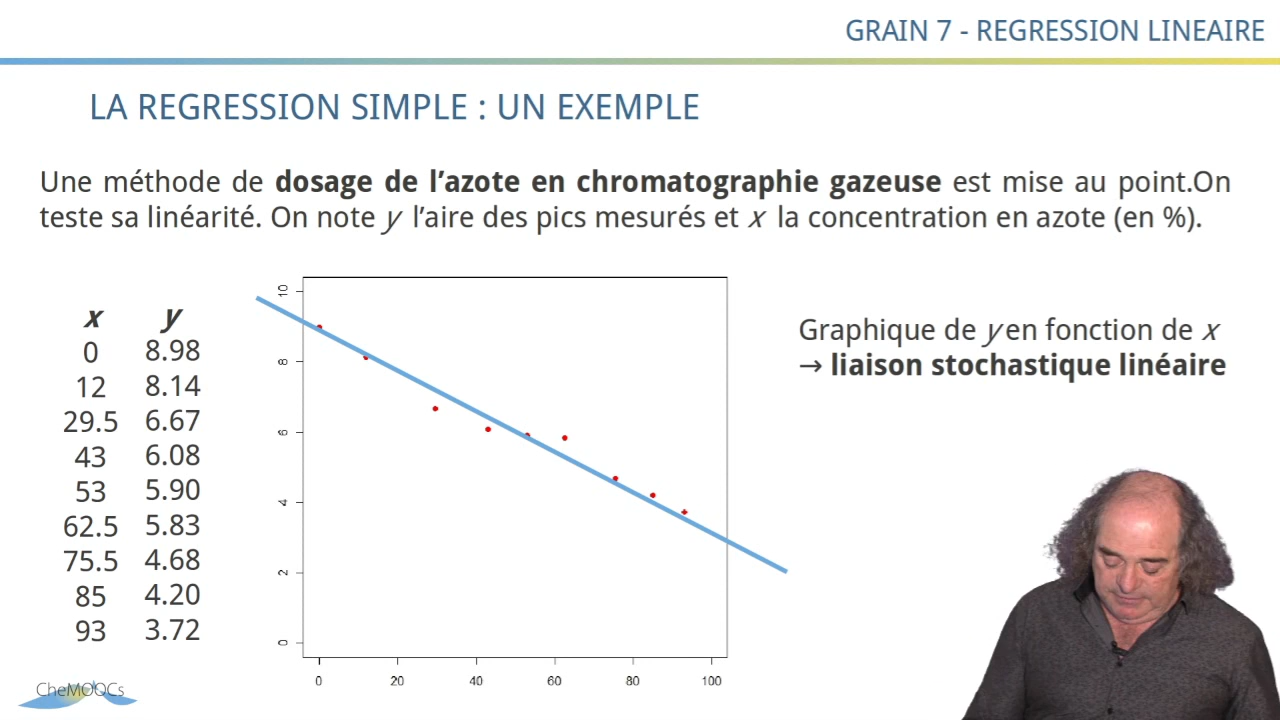 GRAIN 7 - REGRESSION LINEAIRE
LA REGRESSION SIMPLE : UN EXEMPLE
Une méthode de dosage de l'azote en chromatographie gazeuse est mise au point.On
teste sa linéarité. On note y l'aire des pics mesurés et x la concentration en azote (en %).
x y
0 8.98
12 8.14
29.5 6.67
43 6.08
53 5.90
62.5 5.83
75.5 4.68
85 4.20
93 3.72
10
8
6
4
2
0
0 20 40 60 80 100
Graphique de y en fonction de x
→ liaison stochastique linéaire
CheMOOCs